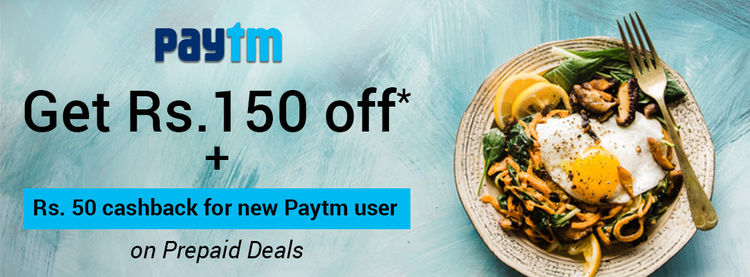 paytm
Get Rs.150 off*
+
Rs. 50 cashback for new Paytm user
on Prepaid Deals